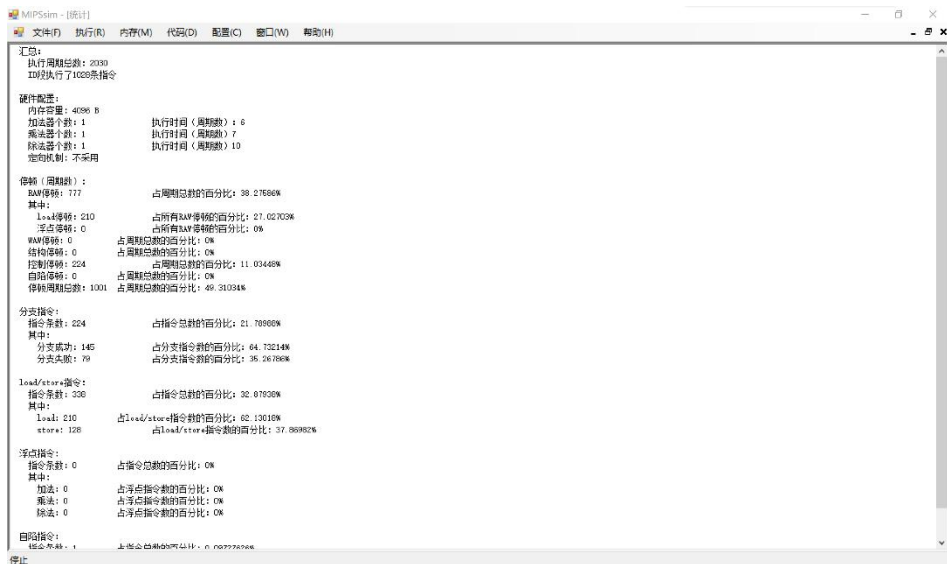 MIPSsim - [统计]
文件(F) 执行(R) 内存(M) 代码(D) 配置(C) 窗口(W) 帮助(H)
汇总:
执行周期总数: 2030
ID段执行了1028条指令
硬件配置:
内存容量: 4096 B
加法器个数: 1 执行时间（周期数）: 6
乘法器个数: 1 执行时间（周期数）7
除法器个数: 1 执行时间（周期数）10
定向机制: 不采用
停顿（周期数）:
RAW停顿: 777 占周期总数的百分比: 38.27586%
其中:
load停顿: 210 占所有RAW停顿的百分比: 27.02703%
浮点停顿: 0 占所有RAW停顿的百分比: 0%
WAW停顿: 0 占周期总数的百分比: 0%
结构停顿: 0 占周期总数的百分比: 0%
控制停顿: 224 占周期总数的百分比: 11.03448%
自陷停顿: 0 占周期总数的百分比: 0%
停顿周期总数: 1001 占周期总数的百分比: 49.31034%
分支指令:
指令条数: 224 占指令总数的百分比: 21.78988%
其中:
分支成功: 145 占分支指令数的百分比: 64.73214%
分支失败: 79 占分支指令数的百分比: 35.26786%
load/store指令:
指令条数: 338 占指令总数的百分比: 32.87938%
其中:
load: 210 占load/store指令数的百分比: 62.13018%
store: 128 占load/store指令数的百分比: 37.86982%
浮点指令:
指令条数: 0 占指令总数的百分比: 0%
其中:
加法: 0 占浮点指令数的百分比: 0%
乘法: 0 占浮点指令数的百分比: 0%
除法: 0 占浮点指令数的百分比: 0%
自陷指令:
指令条数: 1 占指令总数的百分比: 0.09727626%
停止